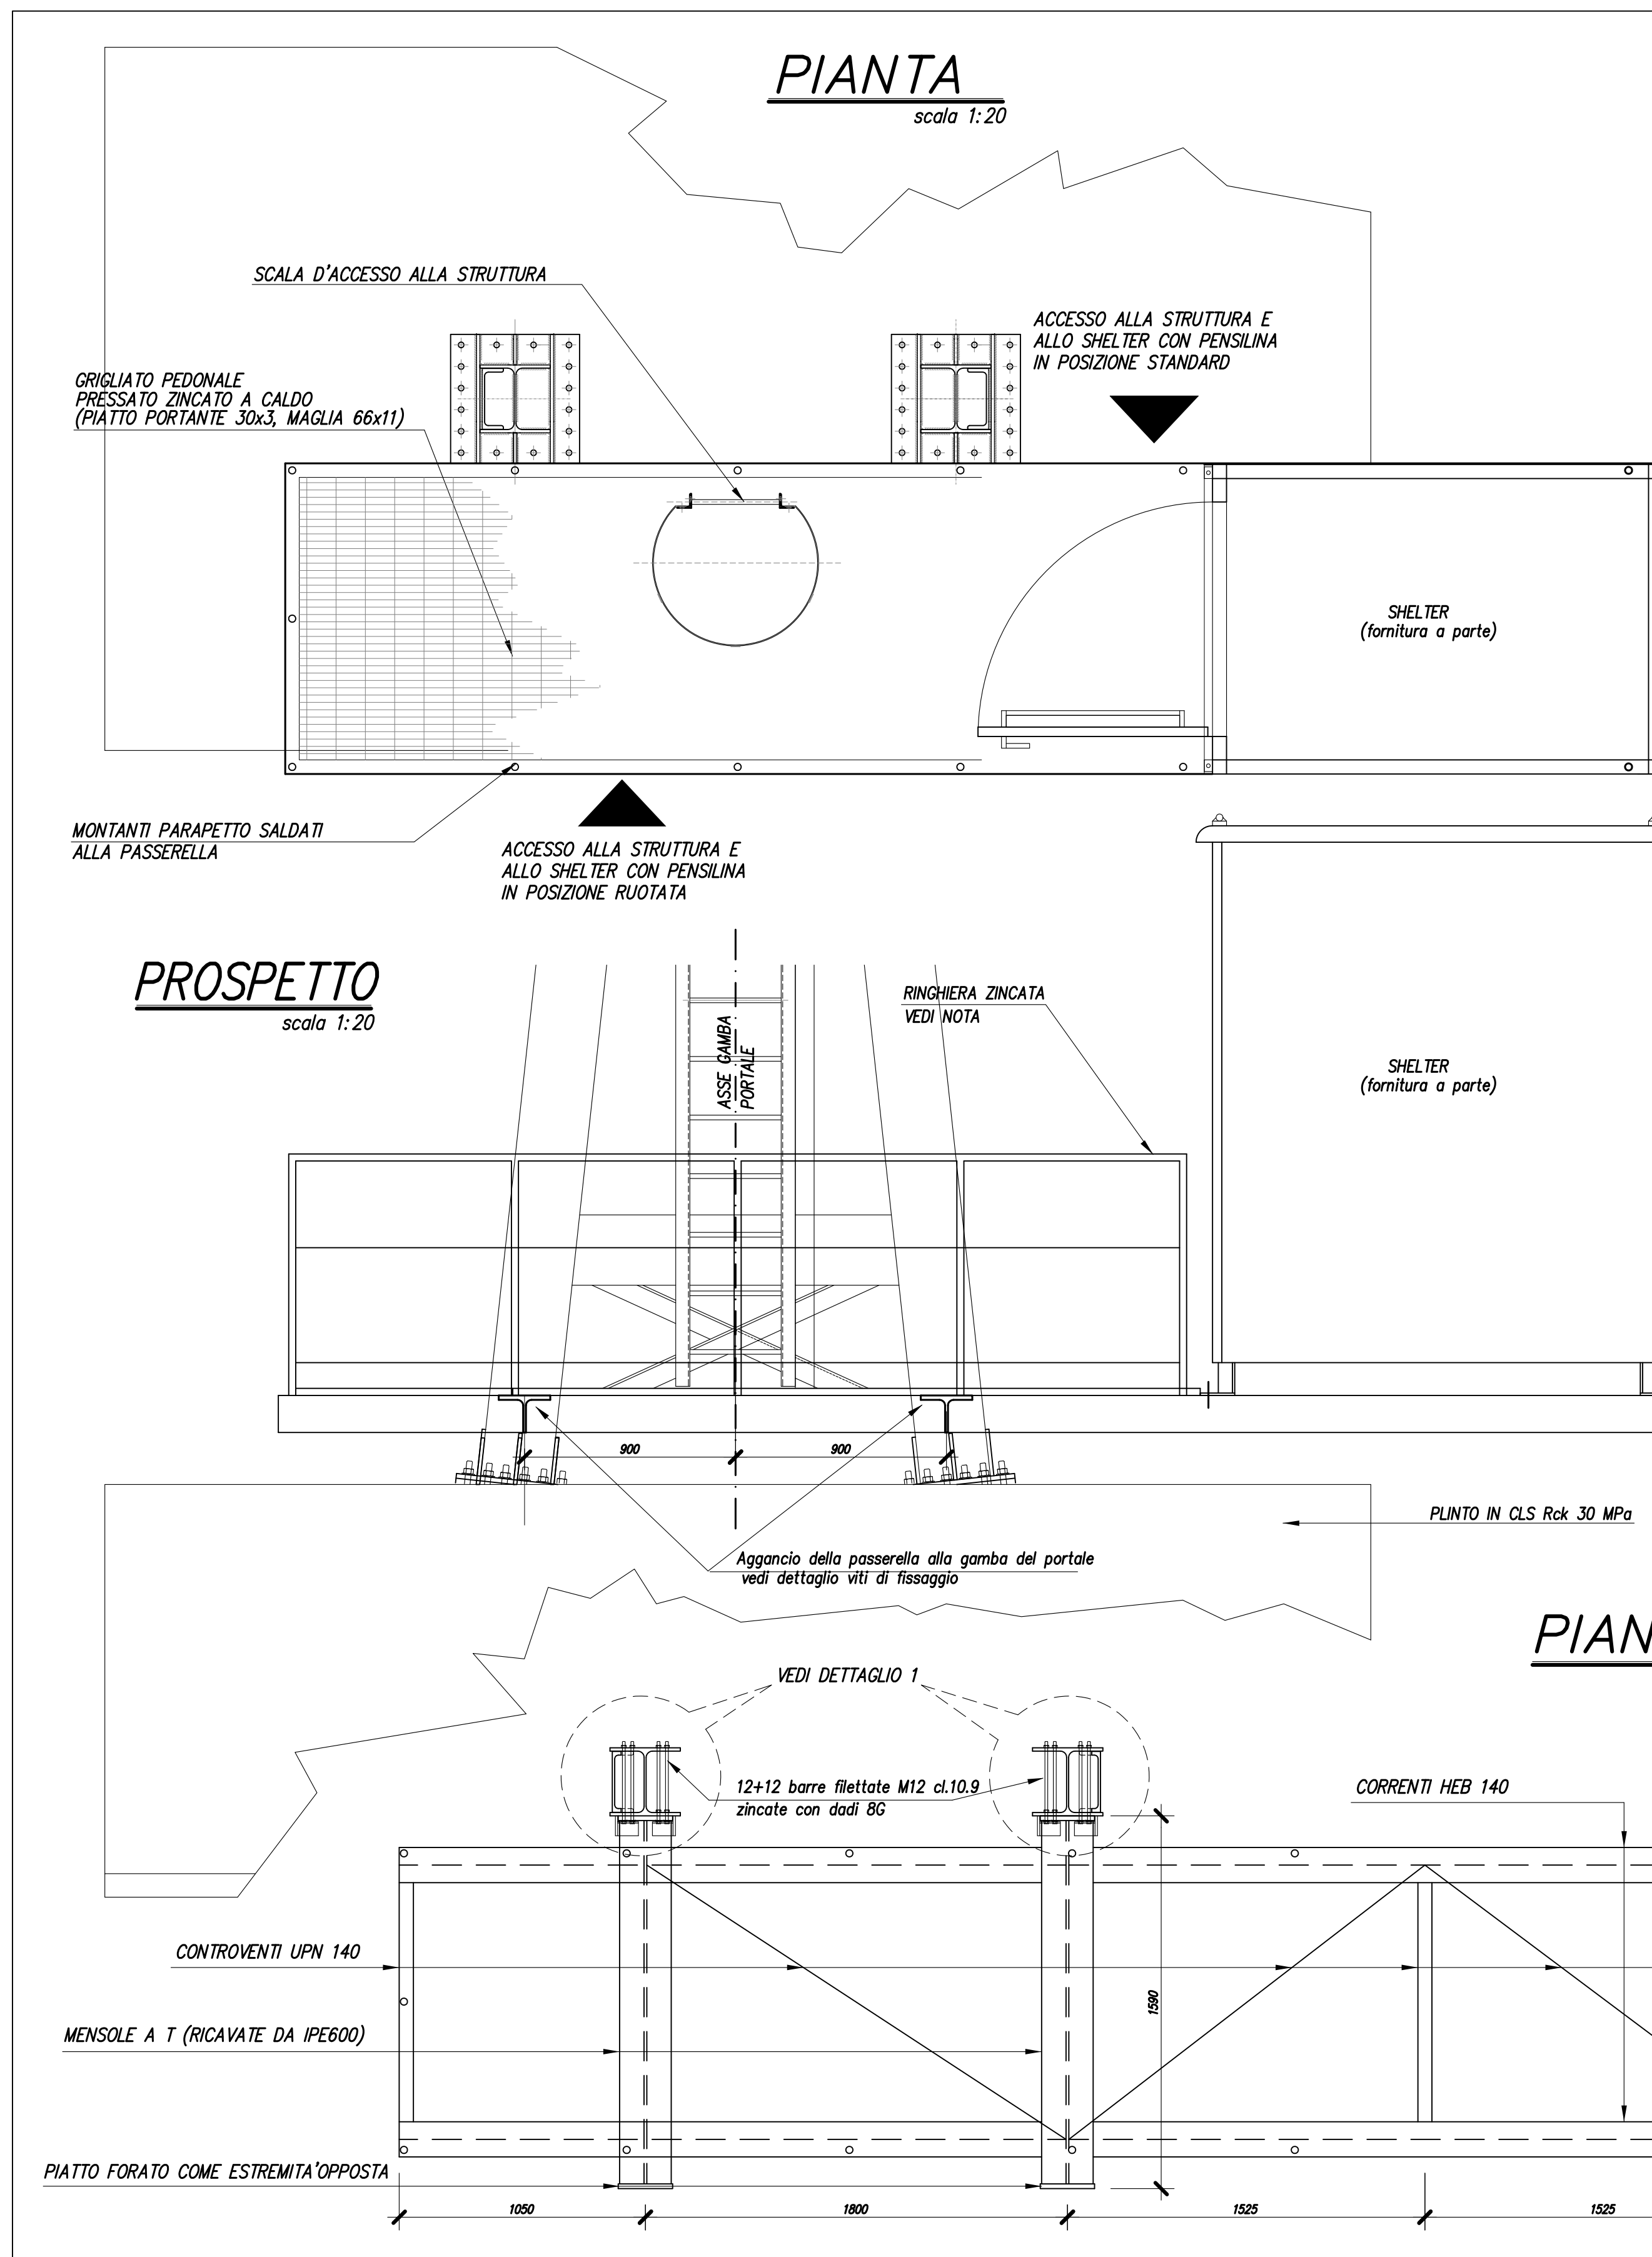 PIANTA
scala 1:20
SCALA D'ACCESSO ALLA STRUTTURA
ACCESSO ALLA STRUTTURA E
ALLO SHELTER CON PENSILINA
IN POSIZIONE STANDARD
GRIGLIATO PEDONALE
PRESSATO ZINCATO A CALDO
(PIATTO PORTANTE 30x3, MAGLIA 66x11)
SHELTER
(fornitura a parte)
MONTANTI PARAPETTO SALDATI
ALLA PASSERELLA
ACCESSO ALLA STRUTTURA E
ALLO SHELTER CON PENSILINA
IN POSIZIONE RUOTATA
PROSPETTO
scala 1:20
ASSE GAMBA
PORTALE
RINGHIERA ZINCATA
VEDI NOTA
SHELTER
(fornitura a parte)
900
900
PLINTO IN CLS Rck 30 MPa
Aggancio della passerella alla gamba del portale
vedi dettaglio viti di fissaggio
PIAN
VEDI DETTAGLIO 1
12+12 barre filettate M12 cl.10.9
zincate con dadi 8G
CORRENTI HEB 140
CONTROVENTI UPN 140
1590
MENSOLE A T (RICAVATE DA IPE600)
PIATTO FORATO COME ESTREMITA'OPPOSTA
1050
1800
1525
1525